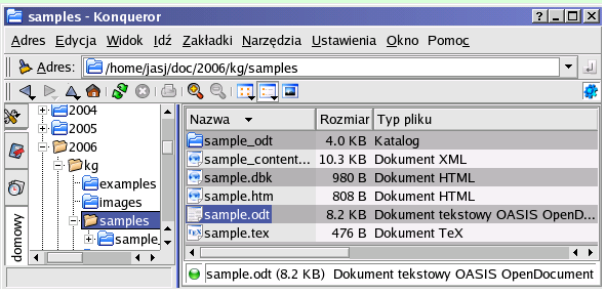 samples - Konqueror
Adres Edycja Widok Idź Zakładki Narzędzia Ustawienia Okno Pomoc
Adres: /home/jasj/doc/2006/kg/samples
2004
2005
2006
kg
examples
images
samples
sample_
domowy
Nazwa Rozmiar Typ pliku
sample_odt 4.0 KB Katalog
sample_content... 10.3 KB Dokument XML
sample.dbk 980 B Dokument HTML
sample.htm 808 B Dokument HTML
sample.odt 8.2 KB Dokument tekstowy OASIS OpenD...
sample.tex 476 B Dokument TeX
sample.odt (8.2 KB) Dokument tekstowy OASIS OpenDocument